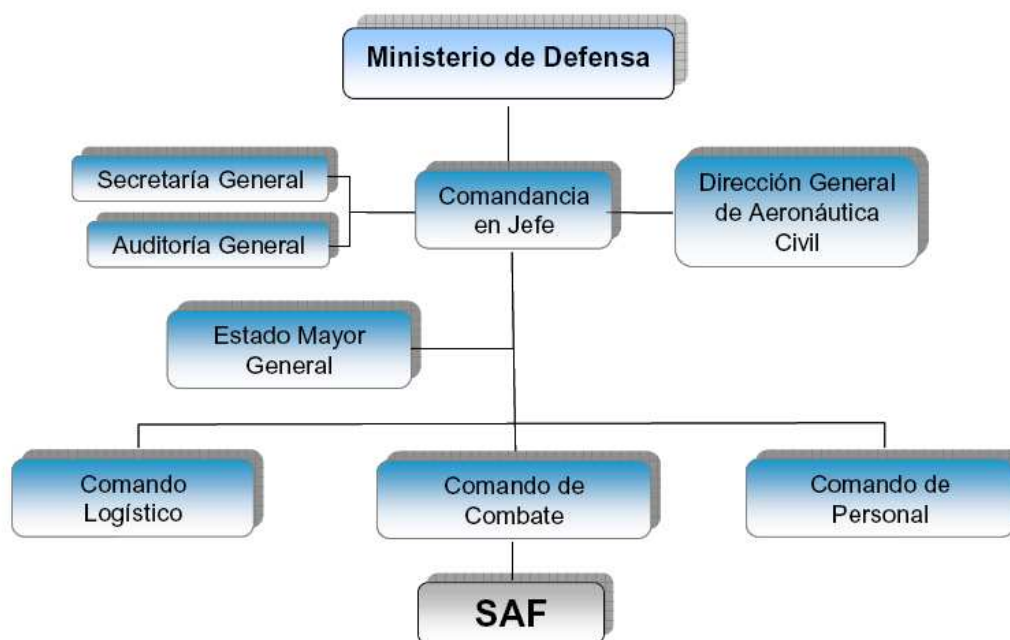 Ministerio de Defensa
Secretaría General
Auditoría General
Comandancia
en Jefe
Dirección General
de Aeronáutica
Civil
Estado Mayor
General
Comando
Logístico
Comando de
Combate
Comando de
Personal
SAF